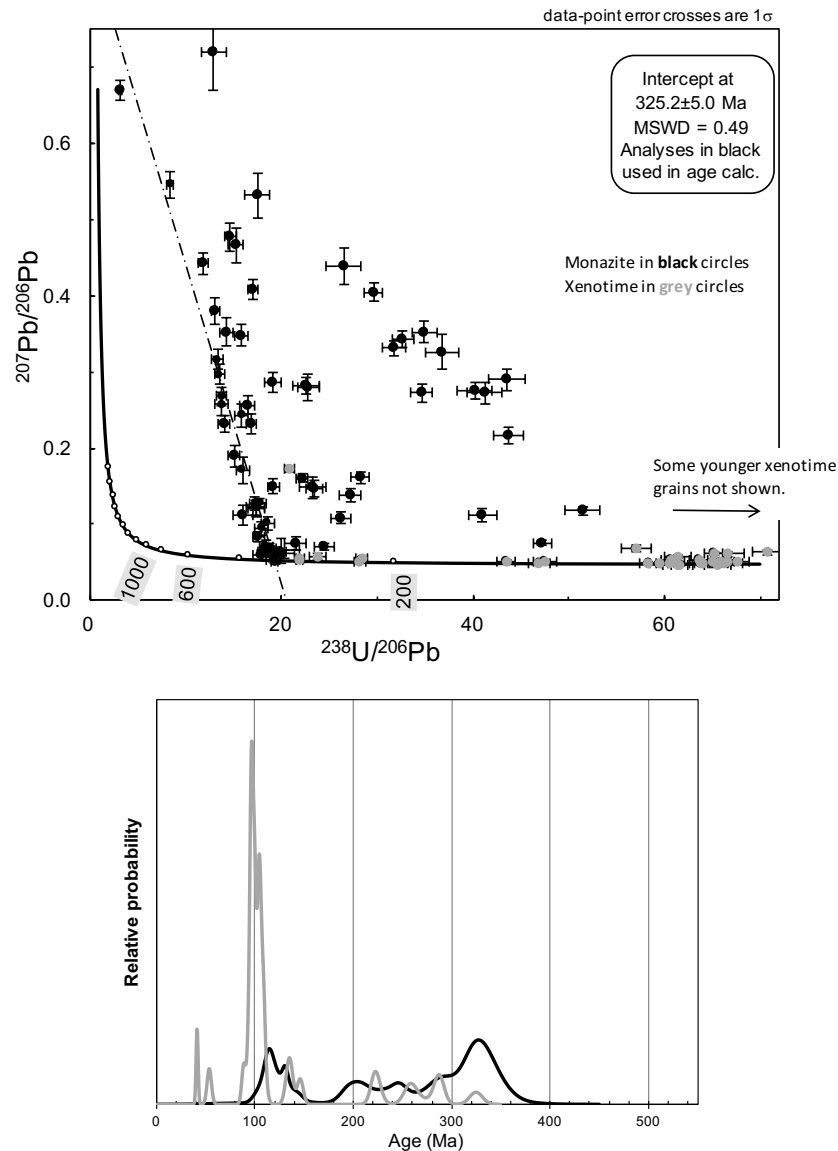 data-point error crosses are 1σ
Intercept at
325.2±5.0 Ma
MSWD = 0.49
Analyses in black
used in age calc.
0.6
Monazite in black circles
Xenotime in grey circles
0.4
207Pb/206Pb
0.2
Some younger xenotime
grains not shown.
1000
600
200
0.0
0
20
40
60
238U/206Pb
Relative probability
0
100
200
300
400
500
Age (Ma)